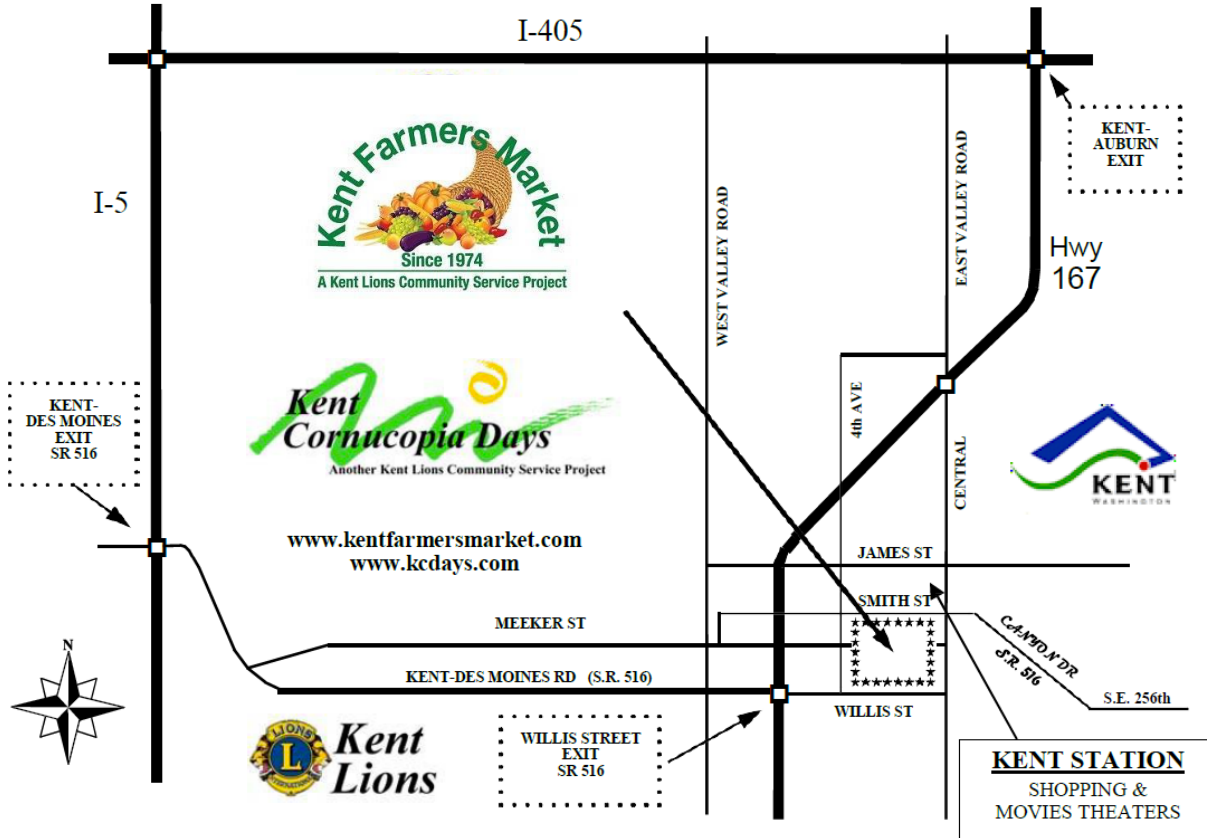 I-405
KENT-
AUBURN
EXIT
I-5
Kent Farmers Market
Since 1974
A Kent Lions Community Service Project
WEST VALLEY ROAD
EAST VALLEY ROAD
Hwy
167
KENT-
DES MOINES
EXIT
SR 516
Kent
Cornucopia Days
Another Kent Lions Community Service Project
4th AVE
CENTRAL
KENT
WASHINGTON
www.kentfarmersmarket.com
www.kcdays.com
JAMES ST
SMITH ST
MEEKER ST
CANYON DR
S.R. 516
N
KENT-DES MOINES RD (S.R. 516)
S.E. 256th
WILLIS ST
LIONS
L
INTERNATIONAL
Kent
Lions
WILLIS STREET
EXIT
SR 516
KENT STATION
SHOPPING &
MOVIES THEATERS